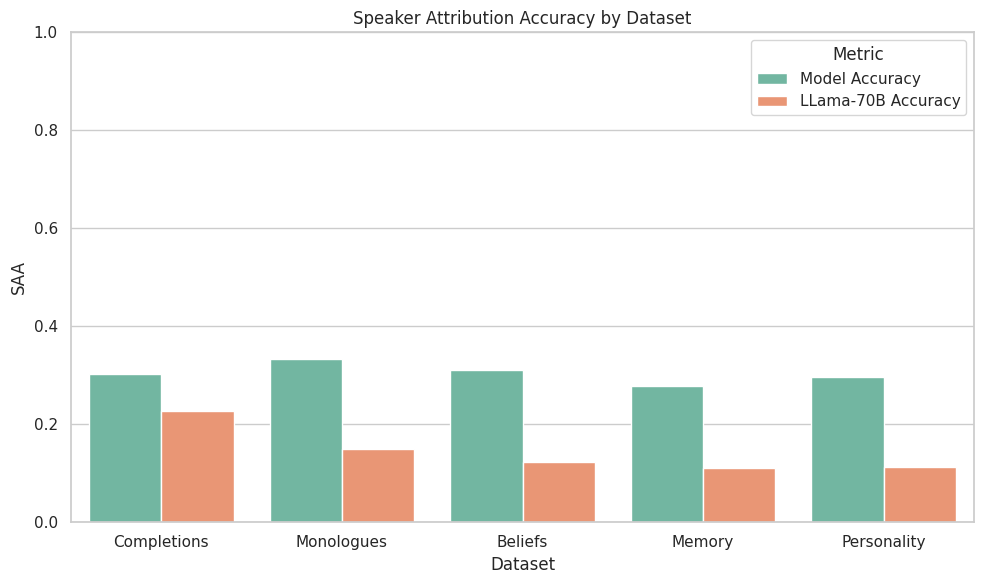 Speaker Attribution Accuracy by Dataset
Metric
Model Accuracy
LLama-70B Accuracy
1.0
0.8
0.6
0.4
0.2
0.0
SAA
Completions
Monologues
Beliefs
Memory
Personality
Dataset